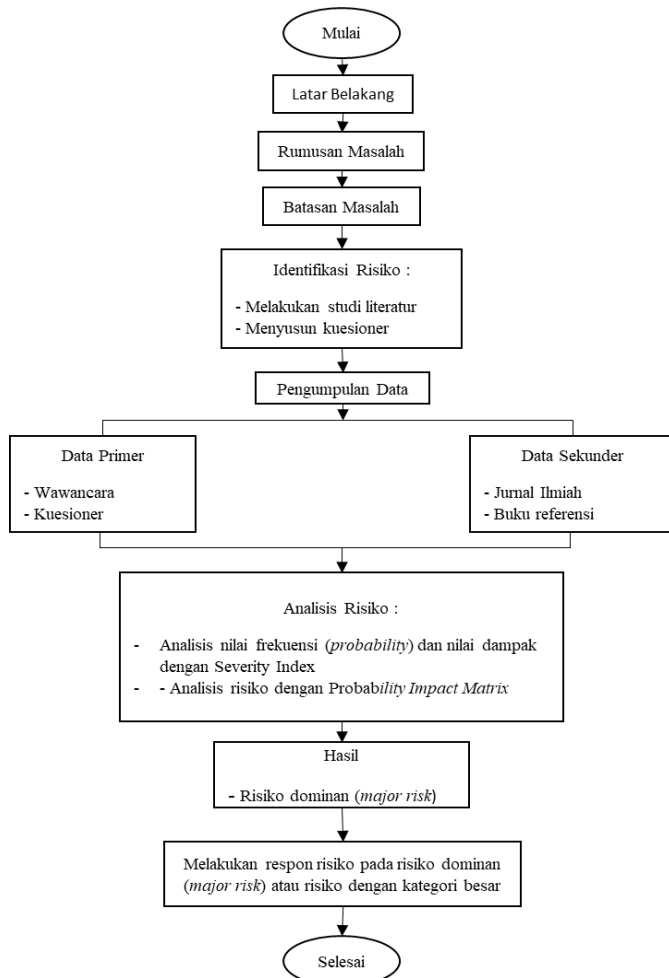 Mulai
Latar Belakang
Rumusan Masalah
Batasan Masalah
Identifikasi Risiko :
- Melakukan studi literatur
- Menyusun kuesioner
Pengumpulan Data
Data Primer
- Wawancara
- Kuesioner
Data Sekunder
- Jurnal Ilmiah
- Buku referensi
Analisis Risiko :
- Analisis nilai frekuensi (probability) dan nilai dampak
dengan Severity Index
- - Analisis risiko dengan Probability Impact Matrix
Hasil
- Risiko dominan (major risk)
Melakukan respon risiko pada risiko dominan
(major risk) atau risiko dengan kategori besar
Selesai